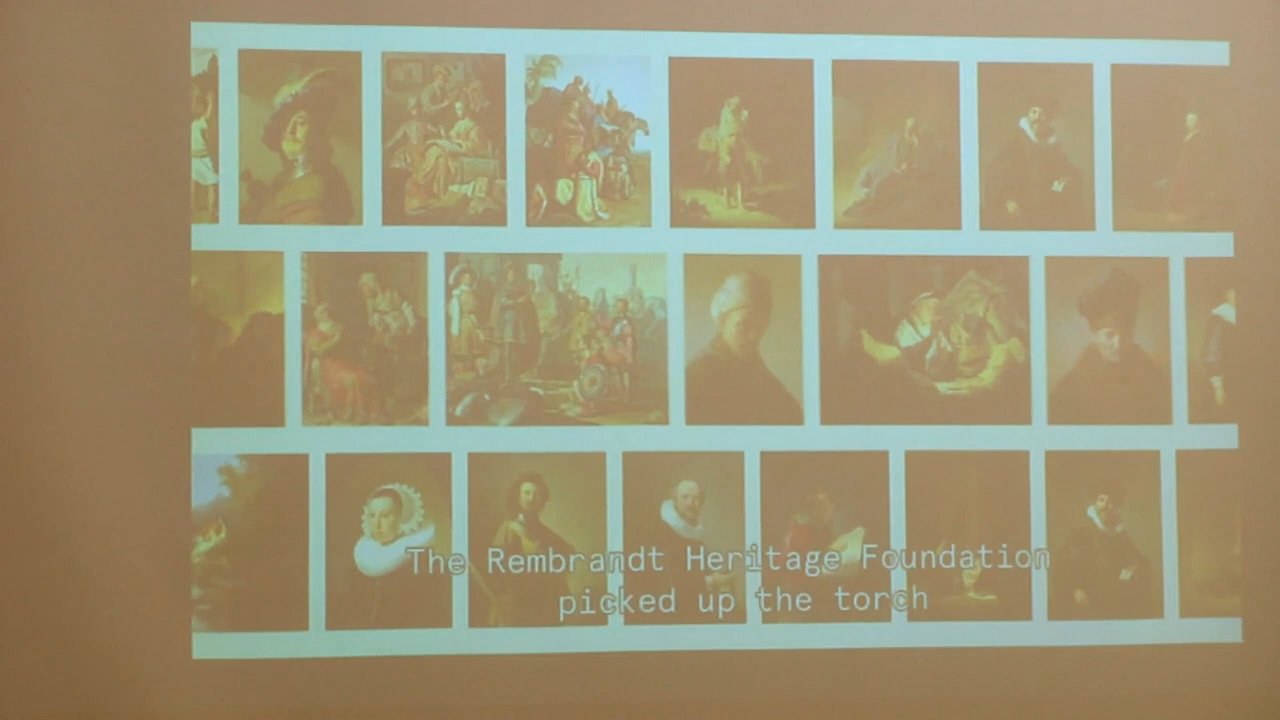 The Rembrandt Heritage Foundation
picked up the torch